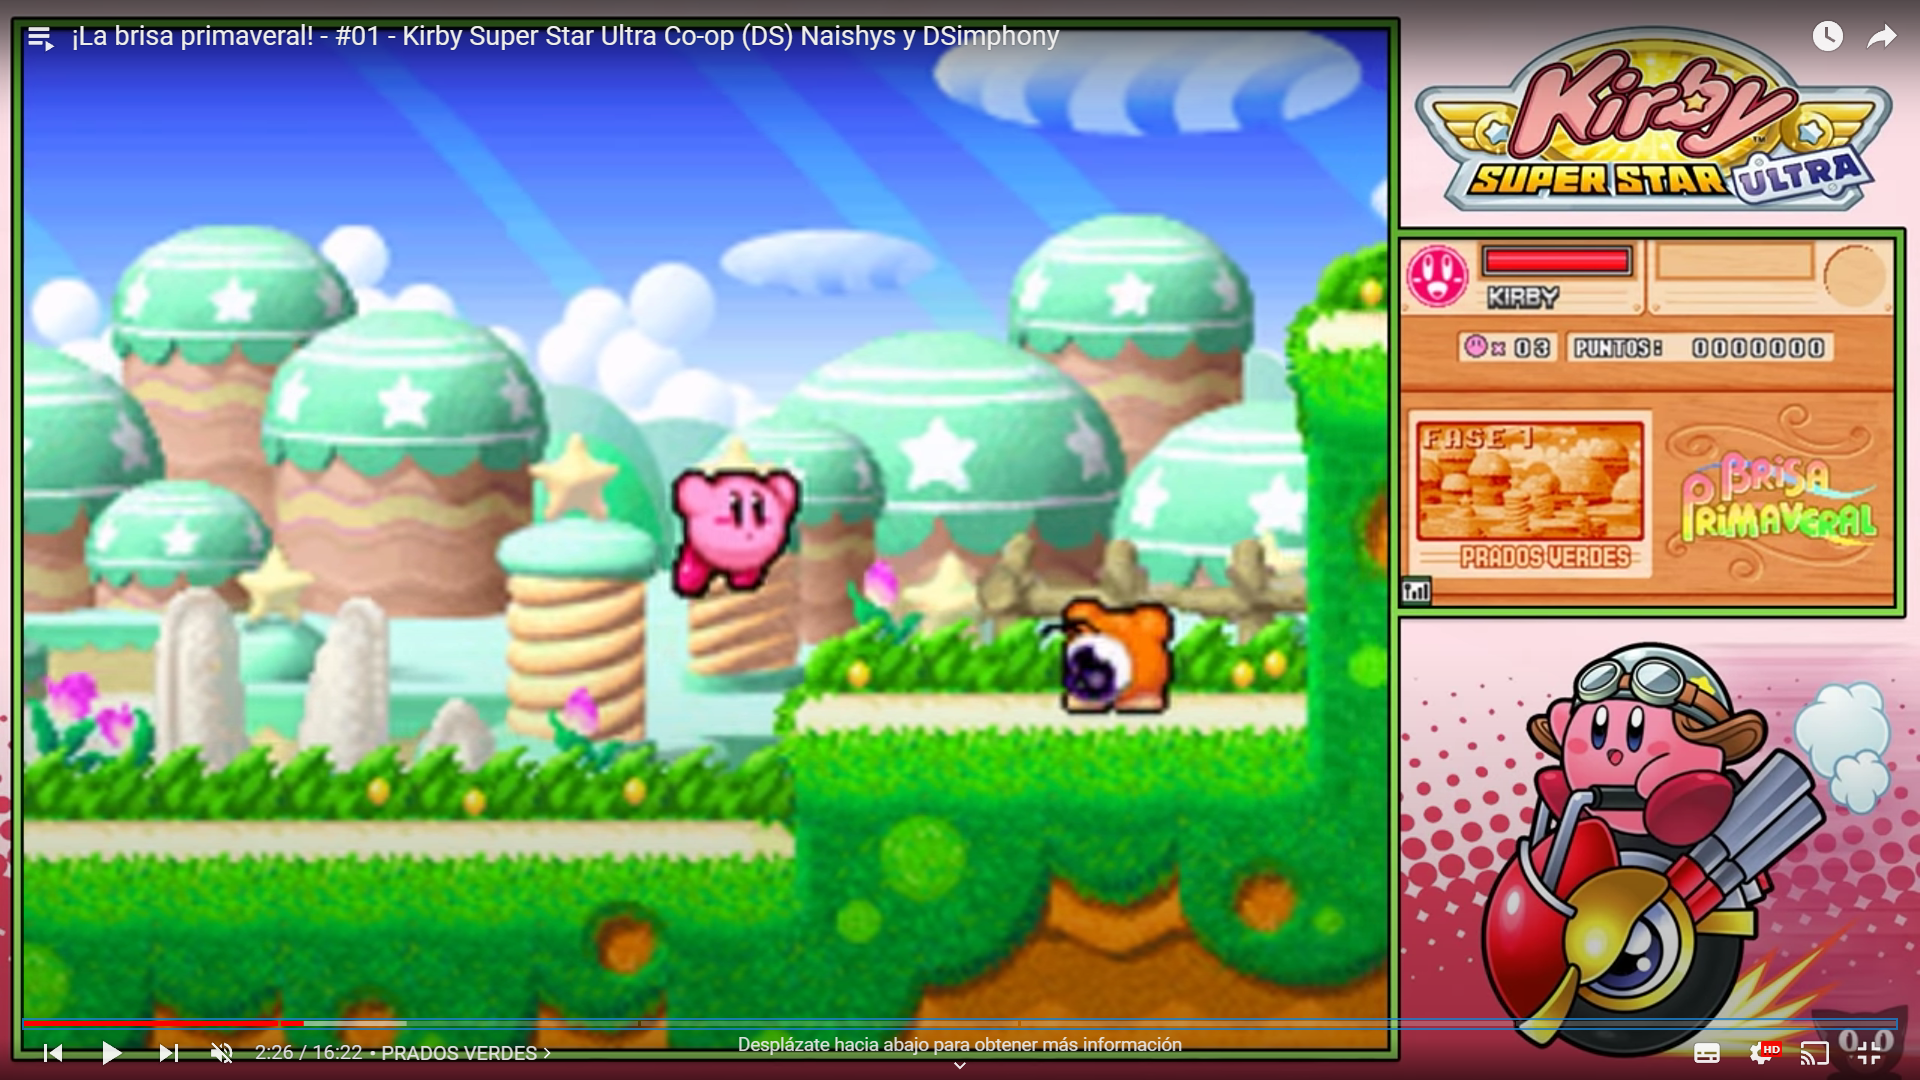 ¡La brisa primaveral! - #01 - Kirby Super Star Ultra Co-op (DS) Naishys y DSimphony
Kirby
TM
SUPER STAR ULTRA
KIRBY
x 03 PUNTOS: 0000000
FASE 1
PRADOS VERDES
BRISA
PRIMAVERAL
2:26 / 16:22 • PRADOS VERDES
Desplázate hacia abajo para obtener más información
HD